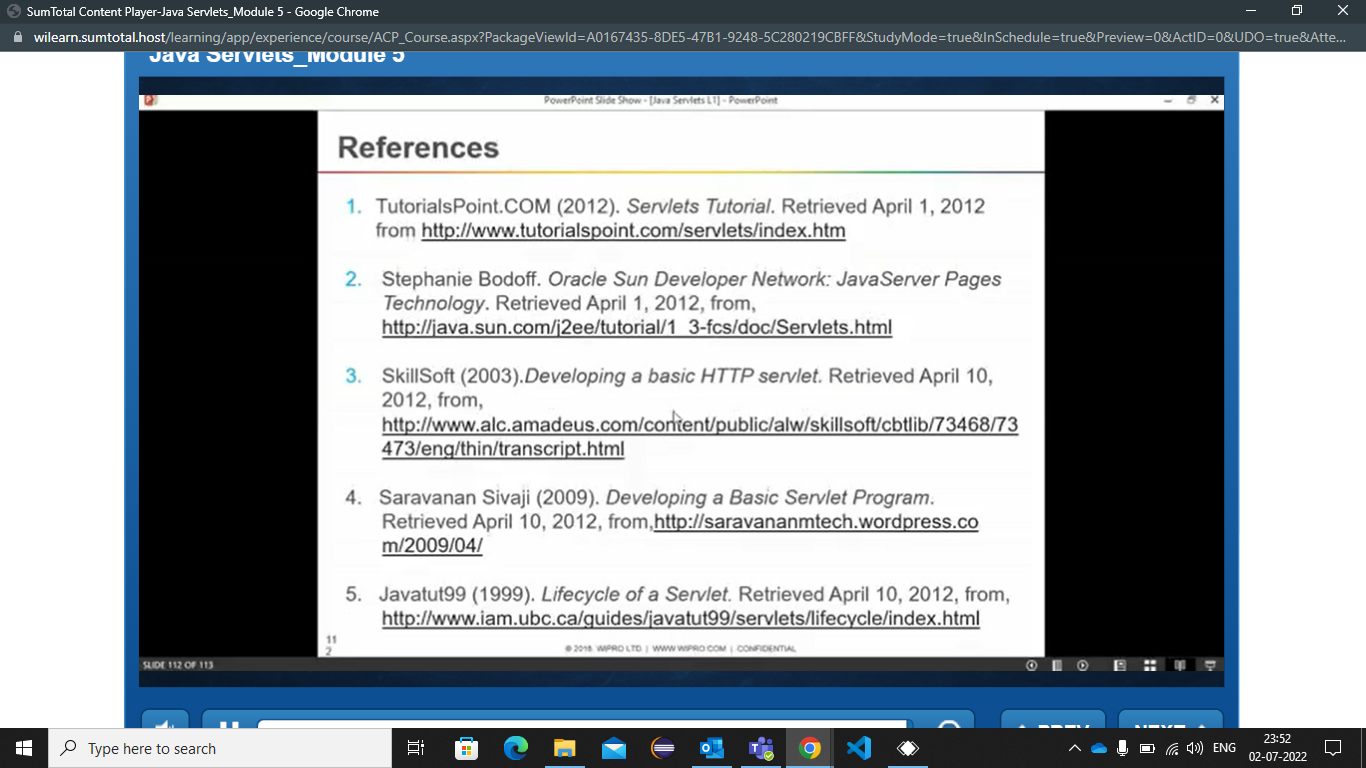 SumTotal Content Player-Java Servlets_Module 5 - Google Chrome
wilearn.sumtotal.host/learning/app/experience/course/ACP_Course.aspx?PackageViewId=A0167435-8DE5-47B1-9248-5C280219CBFF&StudyMode=true&InSchedule=true&Preview=0&ActID=0&UDO=true&Atte...
Java Servlets_Module 5
PowerPoint Slide Show - [Java Servlets L1] - PowerPoint
References
1. TutorialsPoint.COM (2012). Servlets Tutorial. Retrieved April 1, 2012
from http://www.tutorialspoint.com/servlets/index.htm
2. Stephanie Bodoff. Oracle Sun Developer Network: JavaServer Pages
Technology. Retrieved April 1, 2012, from,
http://java.sun.com/j2ee/tutorial/1_3-fcs/doc/Servlets.html
3. SkillSoft (2003).Developing a basic HTTP servlet. Retrieved April 10,
2012, from,
http://www.alc.amadeus.com/content/public/alw/skillsoft/cbtlib/73468/73
473/eng/thin/transcript.html
4. Saravanan Sivaji (2009). Developing a Basic Servlet Program.
Retrieved April 10, 2012, from,http://saravananmtech.wordpress.co
m/2009/04/
5. Javatut99 (1999). Lifecycle of a Servlet. Retrieved April 10, 2012, from,
http://www.iam.ubc.ca/guides/javatut99/servlets/lifecycle/index.html
11
2
© 2016 WIPRO LTD | WWW.WIPRO.COM | CONFIDENTIAL
SLIDE 112 OF 113
PREV
NEXT
Type here to search
ENG
23:52
02-07-2022